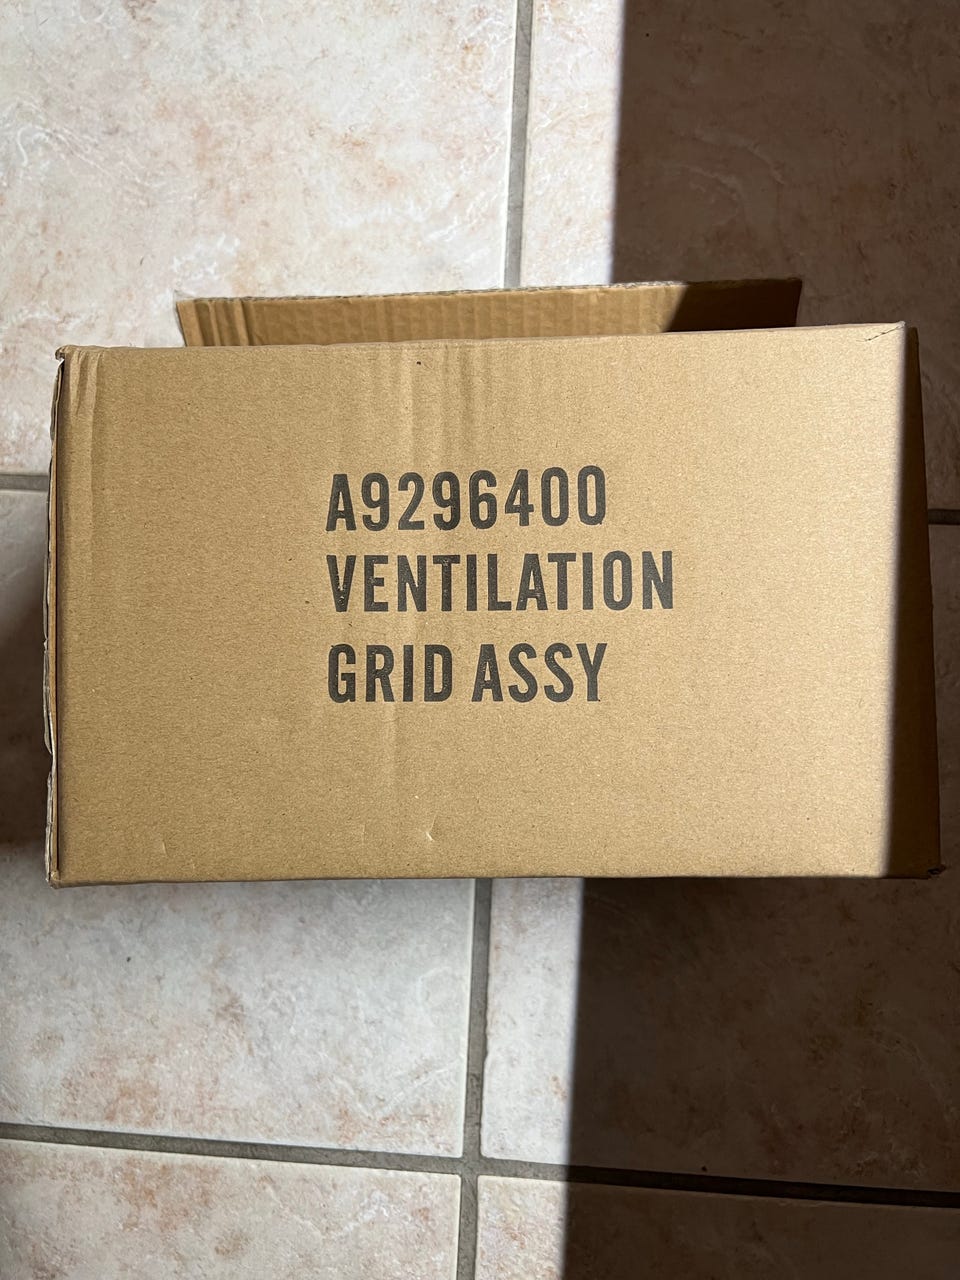 A9296400
VENTILATION
GRID ASSY